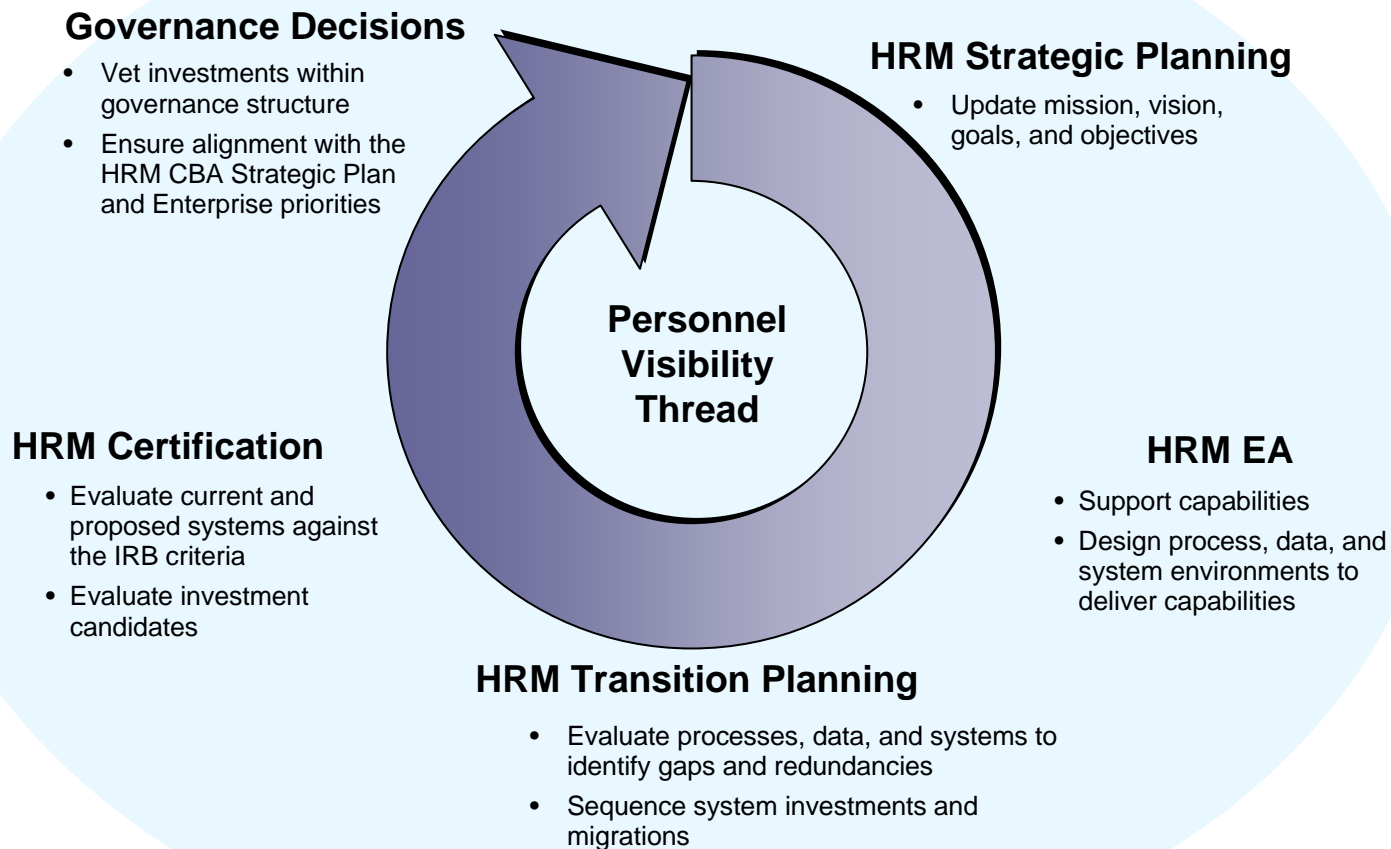 Governance Decisions
• Vet investments within
governance structure
• Ensure alignment with the
HRM CBA Strategic Plan
and Enterprise priorities
HRM Strategic Planning
• Update mission, vision,
goals, and objectives
Personnel
Visibility
Thread
HRM Certification
• Evaluate current and
proposed systems against
the IRB criteria
• Evaluate investment
candidates
HRM EA
• Support capabilities
• Design process, data, and
system environments to
deliver capabilities
HRM Transition Planning
• Evaluate processes, data, and systems to
identify gaps and redundancies
• Sequence system investments and
migrations